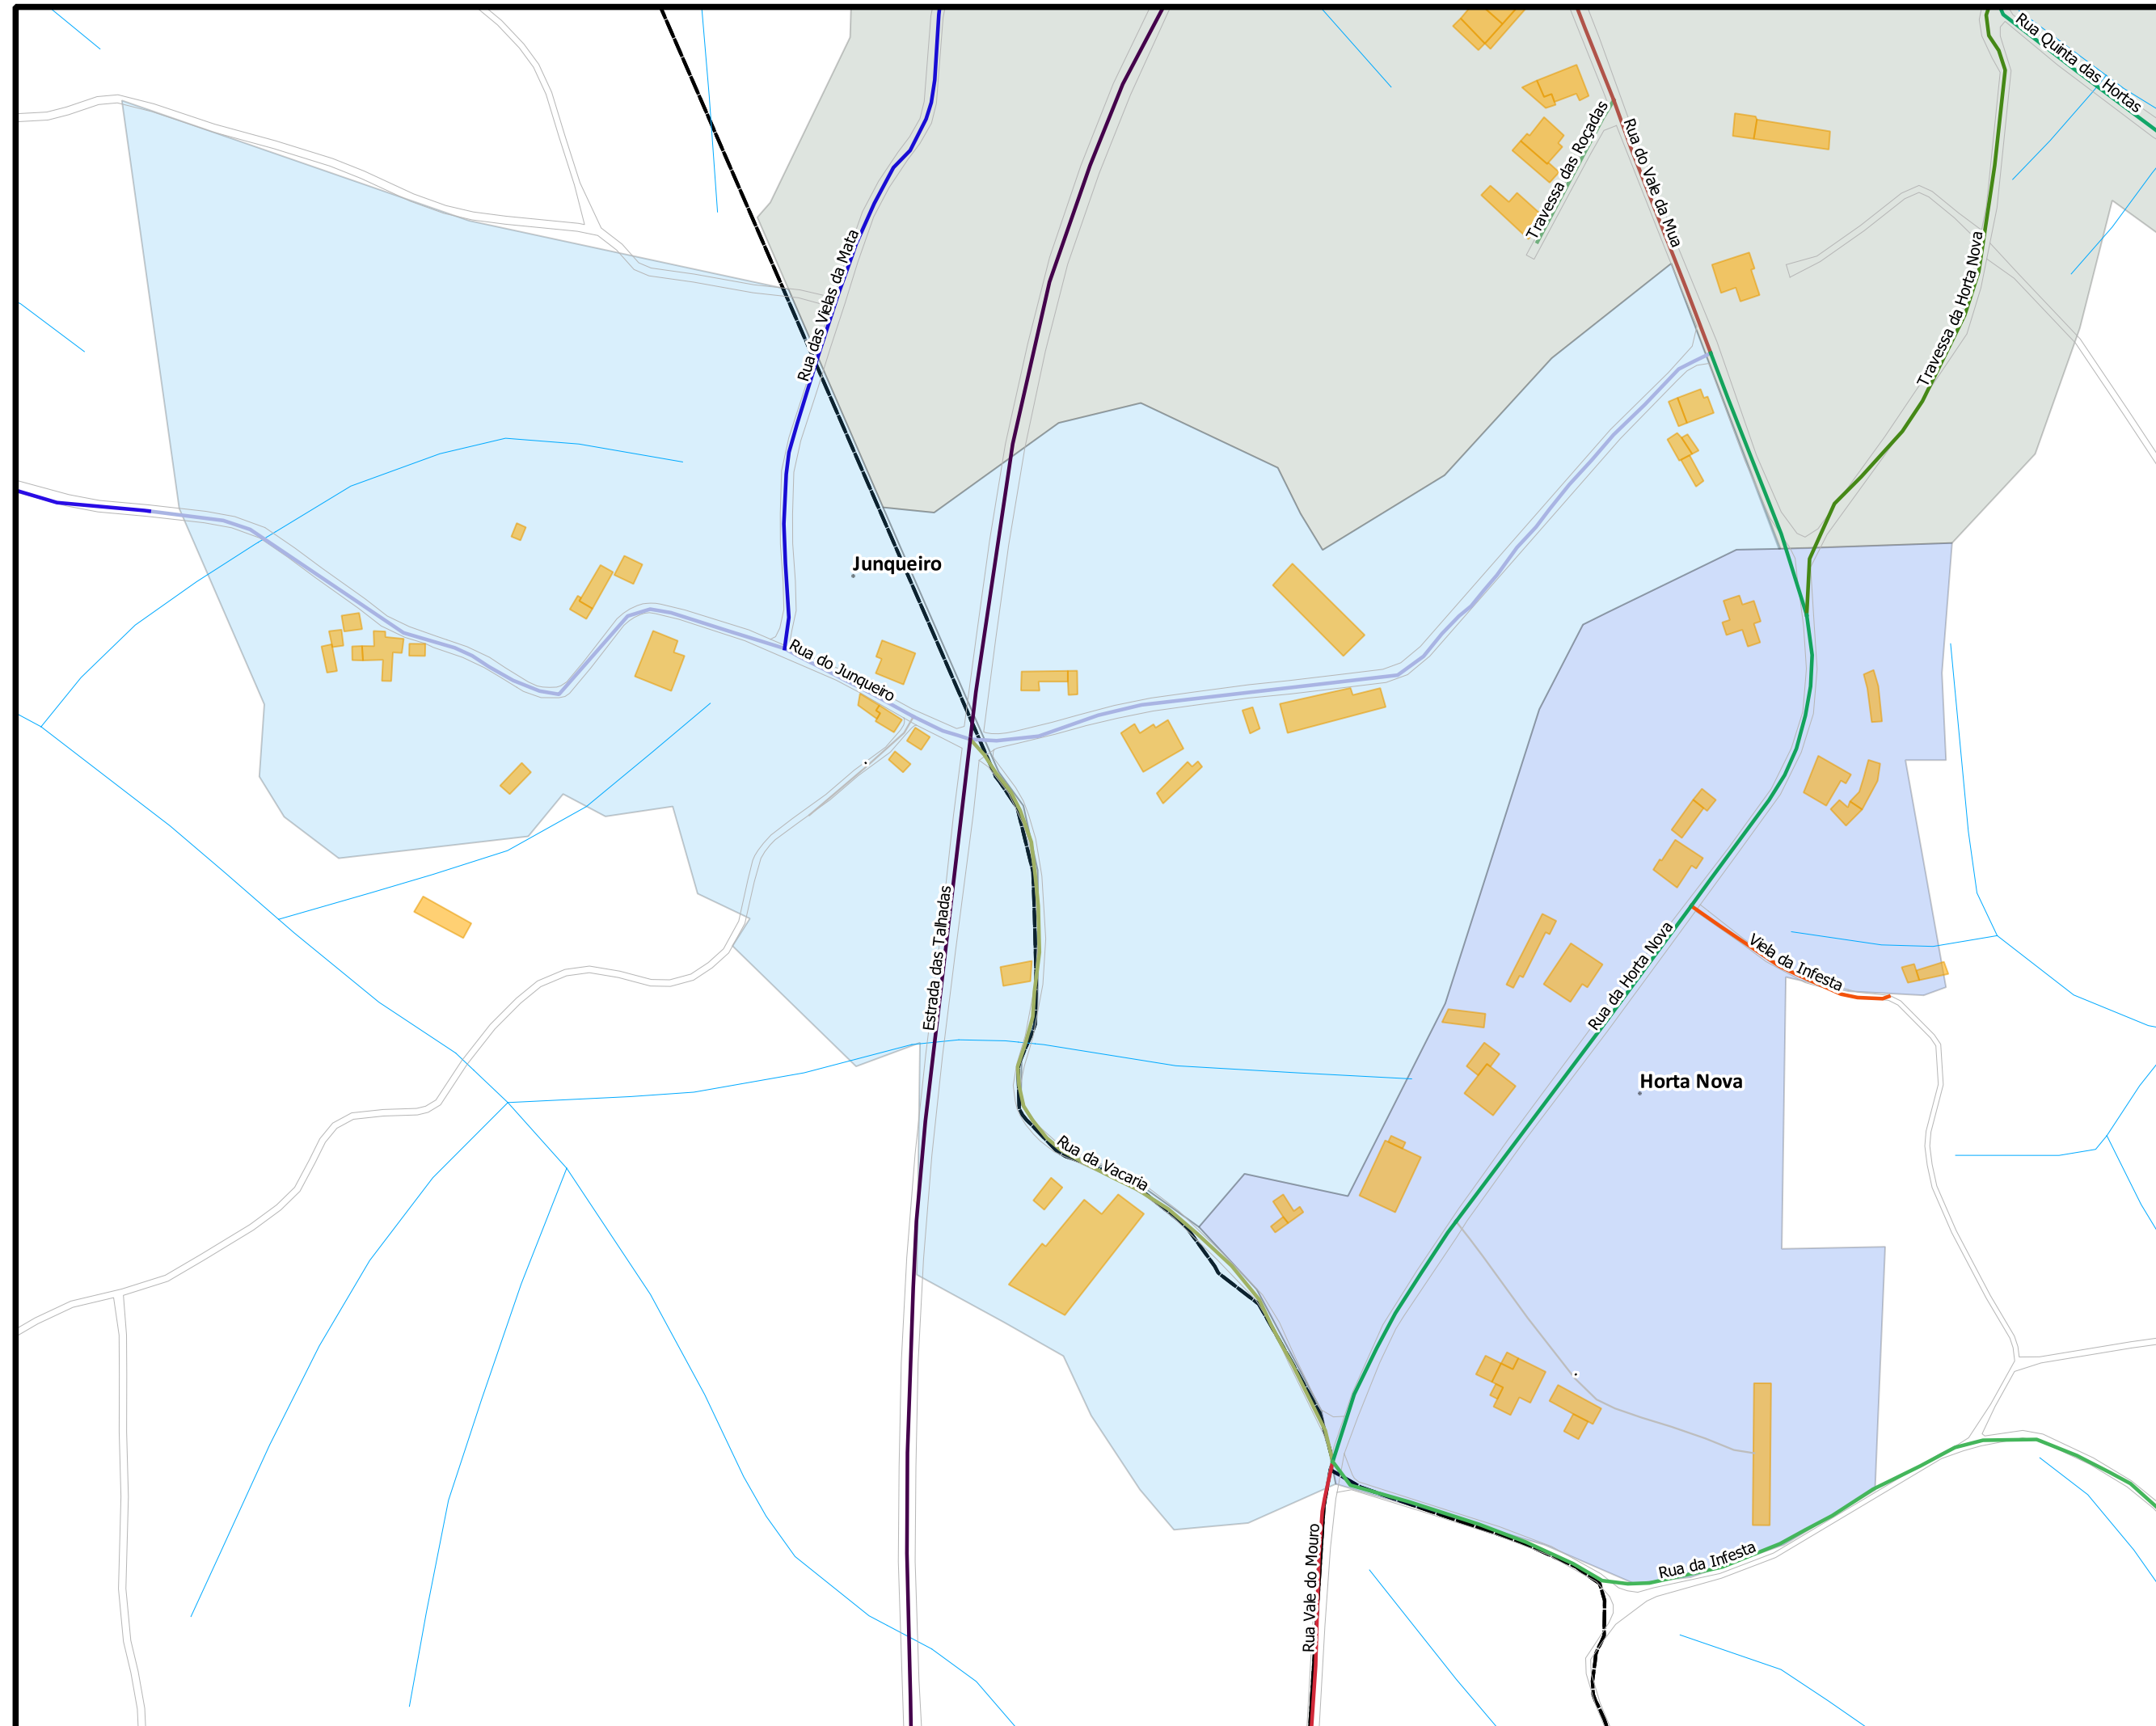 Rua Quinta das Hortas
Travessa das Roçadas
Rua do Vale da Mua
Rua das Vielas da Mata
Travessa da Horta Nova
Junqueiro
Rua do Junqueiro
Estrada das Talhadas
Rua da Horta Nova
Viela da Infesta
Horta Nova
Rua da Vacaria
Rua Vale do Mouro
Rua da Infesta